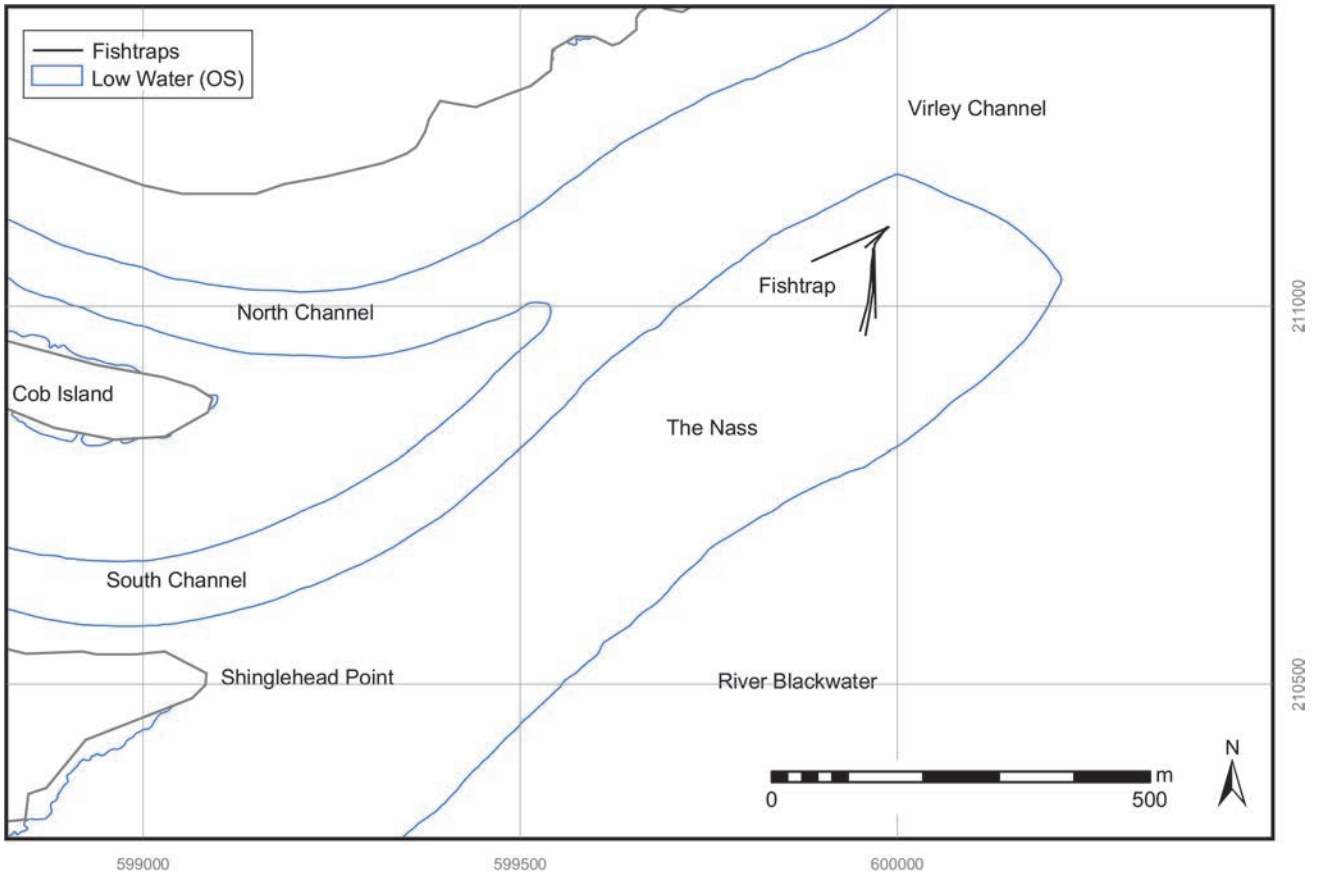 Fishtraps
Low Water (OS)
Virley Channel
Fishtrap
North Channel
211000
Cob Island
The Nass
South Channel
Shinglehead Point
River Blackwater
210500
N
m
0 500
599000 599500 600000